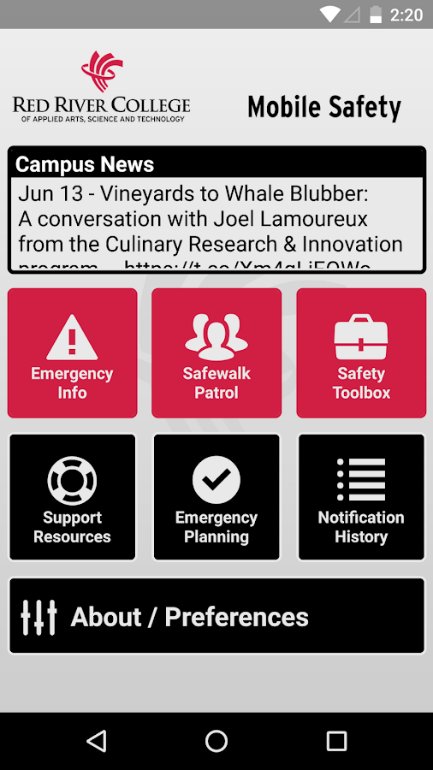 2:20
RED RIVER COLLEGE
OF APPLIED ARTS, SCIENCE AND TECHNOLOGY
Mobile Safety
Campus News
Jun 13 - Vineyards to Whale Blubber:
A conversation with Joel Lamoureux
from the Culinary Research & Innovation
Emergency
Info
Safewalk
Patrol
Safety
Toolbox
Support
Resources
Emergency
Planning
Notification
History
About / Preferences